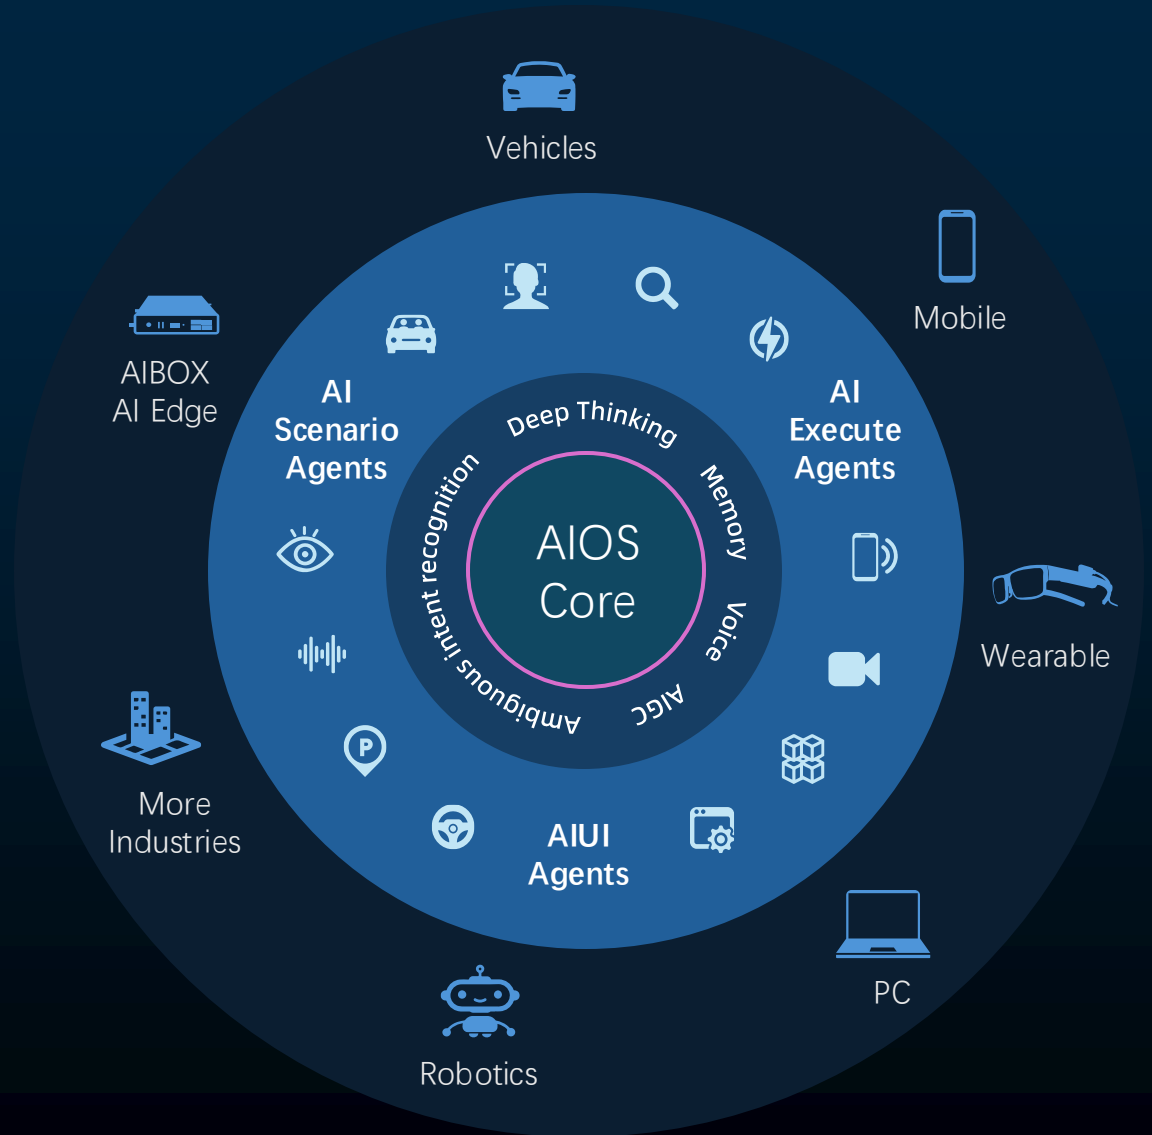 Vehicles
Mobile
AIBOX
AI Edge
AI
Scenario
Agents
AI
Execute
Agents
Deep Thinking
Memory
Voice
AIGC
Ambiguous intent recognition
AIOS
Core
Wearable
P
More
Industries
AIUI
Agents
PC
Robotics